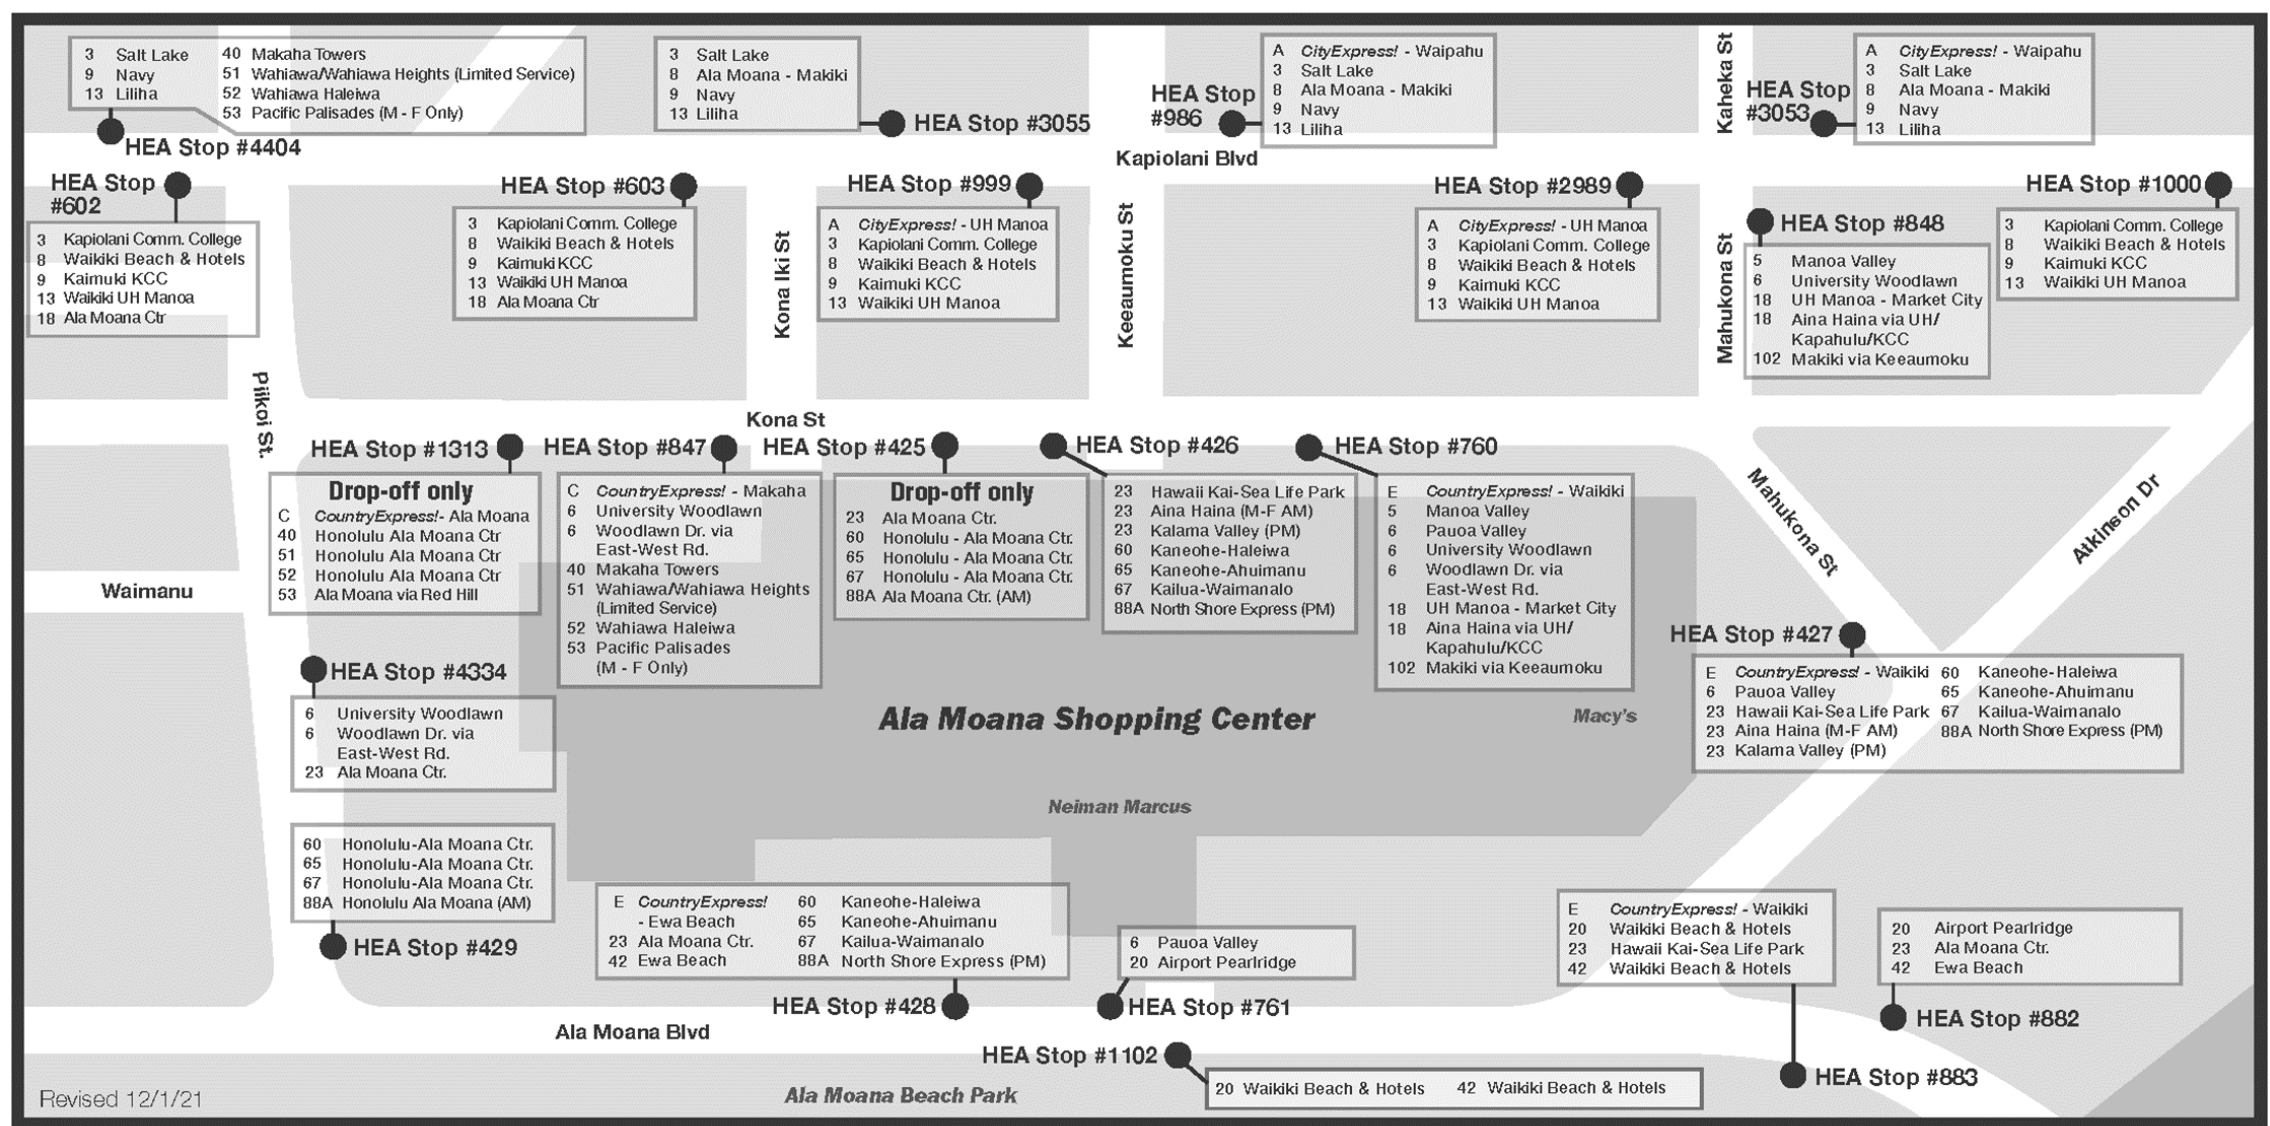 3 Salt Lake
9 Navy
13 Liliha
40 Makaha Towers
51 Wahiawa/Wahiawa Heights (Limited Service)
52 Wahiawa Haleiwa
53 Pacific Palisades (M - F Only)
HEA Stop #4404
3 Salt Lake
8 Ala Moana - Makiki
9 Navy
13 Liliha
HEA Stop #3055
HEA Stop
#986
A CityExpress! - Waipahu
3 Salt Lake
8 Ala Moana - Makiki
9 Navy
13 Liliha
Kaheka St
HEA Stop
#3053
A CityExpress! - Waipahu
3 Salt Lake
8 Ala Moana - Makiki
9 Navy
13 Liliha
Kapiolani Blvd
HEA Stop
#602
3 Kapiolani Comm. College
8 Waikiki Beach & Hotels
9 Kaimuki KCC
13 Waikiki UH Manoa
18 Ala Moana Ctr
HEA Stop #603
3 Kapiolani Comm. College
8 Waikiki Beach & Hotels
9 Kaimuki KCC
13 Waikiki UH Manoa
18 Ala Moana Ctr
Kona Iki St
HEA Stop #999
A CityExpress! - UH Manoa
3 Kapiolani Comm. College
8 Waikiki Beach & Hotels
9 Kaimuki KCC
13 Waikiki UH Manoa
Keeaumoku St
HEA Stop #2989
A CityExpress! - UH Manoa
3 Kapiolani Comm. College
8 Waikiki Beach & Hotels
9 Kaimuki KCC
13 Waikiki UH Manoa
Mahukona St
HEA Stop #848
5 Manoa Valley
6 University Woodlawn
18 UH Manoa - Market City
18 Aina Haina via UH/
Kapahulu/KCC
102 Makiki via Keeaumoku
HEA Stop #1000
3 Kapiolani Comm. College
8 Waikiki Beach & Hotels
9 Kaimuki KCC
13 Waikiki UH Manoa
Piikoi St.
Kona St
HEA Stop #1313
Drop-off only
C CountryExpress!- Ala Moana
40 Honolulu Ala Moana Ctr
51 Honolulu Ala Moana Ctr
52 Honolulu Ala Moana Ctr
53 Ala Moana via Red Hill
HEA Stop #847
C CountryExpress! - Makaha
6 University Woodlawn
6 Woodlawn Dr. via
East-West Rd.
40 Makaha Towers
51 Wahiawa/Wahiawa Heights
(Limited Service)
52 Wahiawa Haleiwa
53 Pacific Palisades
(M - F Only)
HEA Stop #425
Drop-off only
23 Ala Moana Ctr.
60 Honolulu - Ala Moana Ctr.
65 Honolulu - Ala Moana Ctr.
67 Honolulu - Ala Moana Ctr.
88A Ala Moana Ctr. (AM)
HEA Stop #426
23 Hawaii Kai-Sea Life Park
23 Aina Haina (M-F AM)
23 Kalama Valley (PM)
60 Kaneohe-Haleiwa
65 Kaneohe-Ahuimanu
67 Kailua-Waimanalo
88A North Shore Express (PM)
HEA Stop #760
E CountryExpress! - Waikiki
5 Manoa Valley
6 Pauoa Valley
6 University Woodlawn
6 Woodlawn Dr. via
East-West Rd.
18 UH Manoa - Market City
18 Aina Haina via UH/
Kapahulu/KCC
102 Makiki via Keeaumoku
Mahukona St
Atkinson Dr
Waimanu
HEA Stop #427
E CountryExpress! - Waikiki
6 Pauoa Valley
23 Hawaii Kai-Sea Life Park
23 Aina Haina (M-F AM)
23 Kalama Valley (PM)
60 Kaneohe-Haleiwa
65 Kaneohe-Ahuimanu
67 Kailua-Waimanalo
88A North Shore Express (PM)
HEA Stop #4334
6 University Woodlawn
6 Woodlawn Dr. via
East-West Rd.
23 Ala Moana Ctr.
Ala Moana Shopping Center
Macy's
Neiman Marcus
60 Honolulu-Ala Moana Ctr.
65 Honolulu-Ala Moana Ctr.
67 Honolulu-Ala Moana Ctr.
88A Honolulu Ala Moana (AM)
HEA Stop #429
E CountryExpress!
- Ewa Beach
23 Ala Moana Ctr.
42 Ewa Beach
60 Kaneohe-Haleiwa
65 Kaneohe-Ahuimanu
67 Kailua-Waimanalo
88A North Shore Express (PM)
HEA Stop #428
6 Pauoa Valley
20 Airport Pearlridge
HEA Stop #761
E CountryExpress! - Waikiki
20 Waikiki Beach & Hotels
23 Hawaii Kai-Sea Life Park
42 Waikiki Beach & Hotels
HEA Stop #883
20 Airport Pearlridge
23 Ala Moana Ctr.
42 Ewa Beach
HEA Stop #882
Ala Moana Blvd
HEA Stop #1102
20 Waikiki Beach & Hotels 42 Waikiki Beach & Hotels
Ala Moana Beach Park
Revised 12/1/21